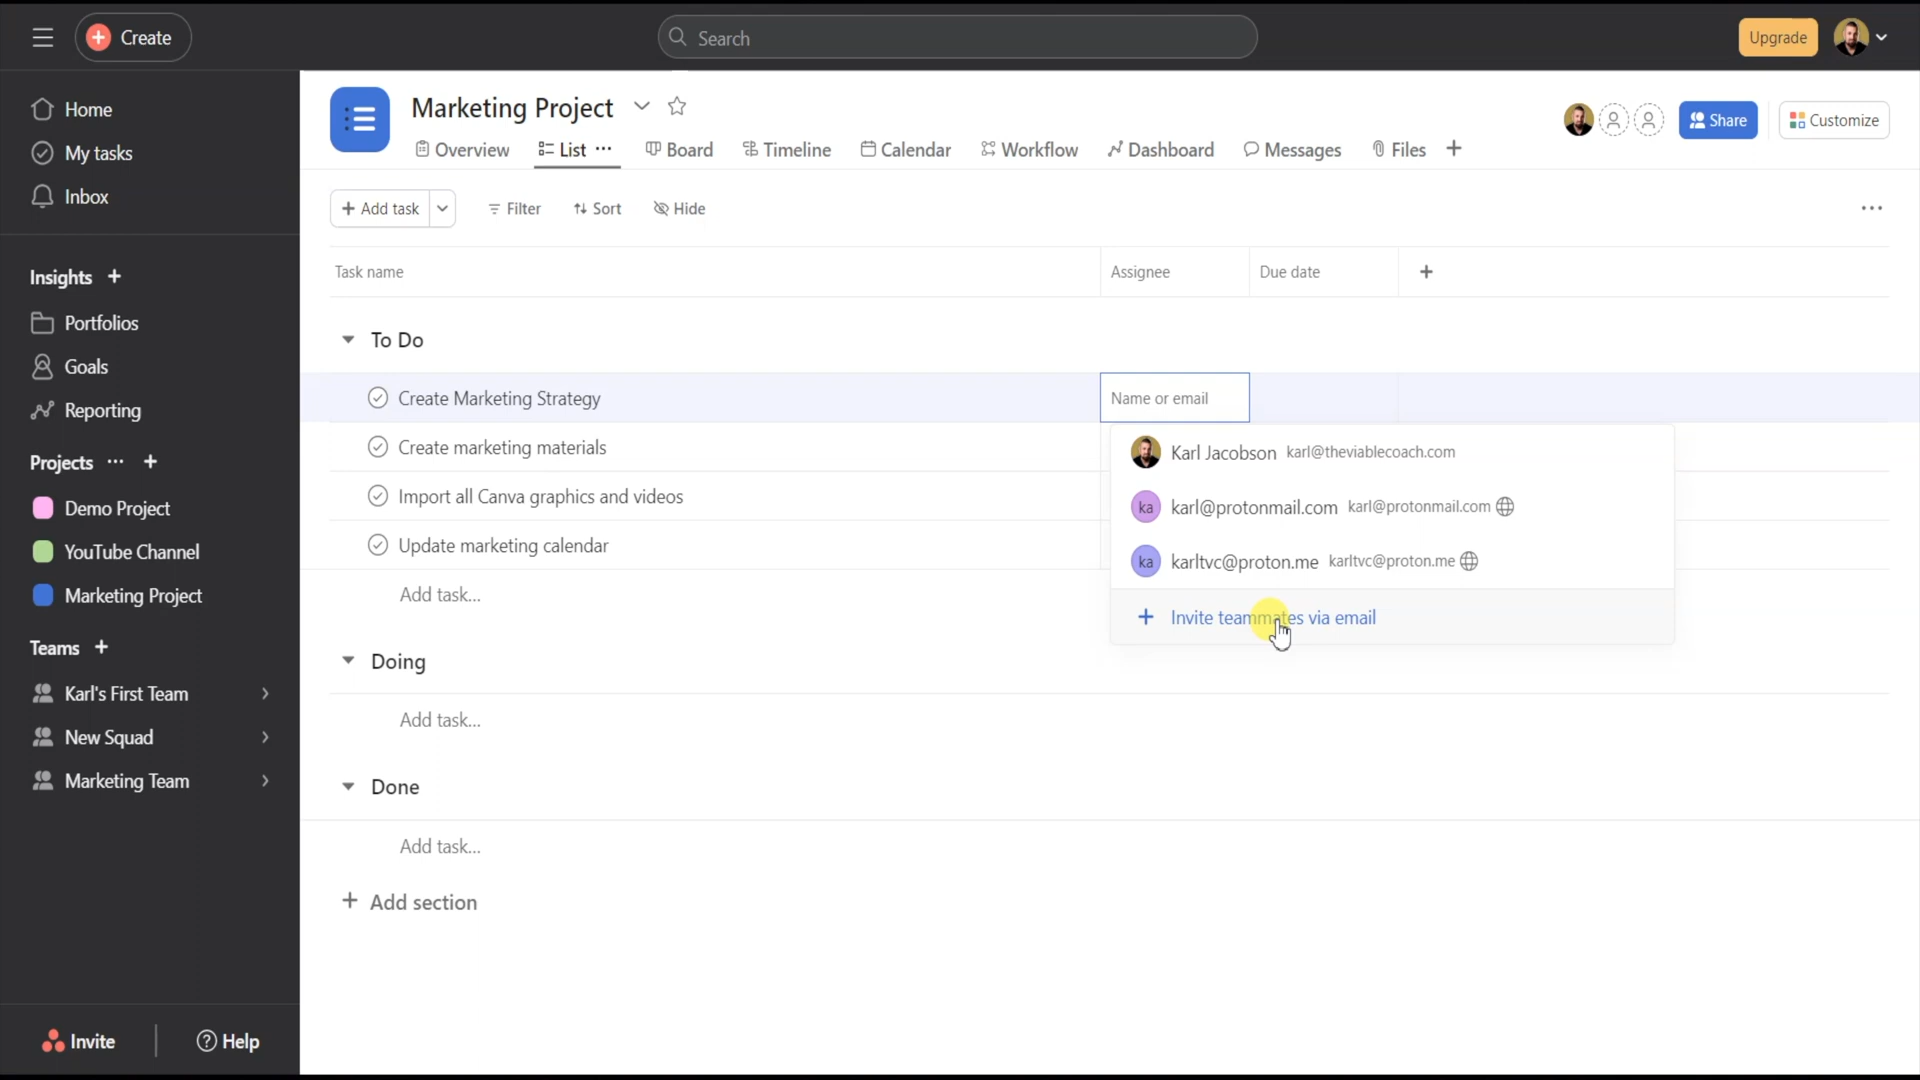 Create
Search
Upgrade
Home
My tasks
Inbox
Insights
Portfolios
Goals
Reporting
Projects
Demo Project
YouTube Channel
Marketing Project
Teams
Karl's First Team
New Squad
Marketing Team
Invite
Help
Marketing Project
Overview List Board Timeline Calendar Workflow Dashboard Messages Files
Share
Customize
Add task Filter Sort Hide
Task name Assignee Due date
To Do
Create Marketing Strategy Name or email
Create marketing materials
Import all Canva graphics and videos
Update marketing calendar
Add task...
Karl Jacobson karl@theviablecoach.com
ka karl@protonmail.com karl@protonmail.com
ka karltvc@proton.me karltvc@proton.me
Invite teammates via email
Doing
Add task...
Done
Add task...
Add section